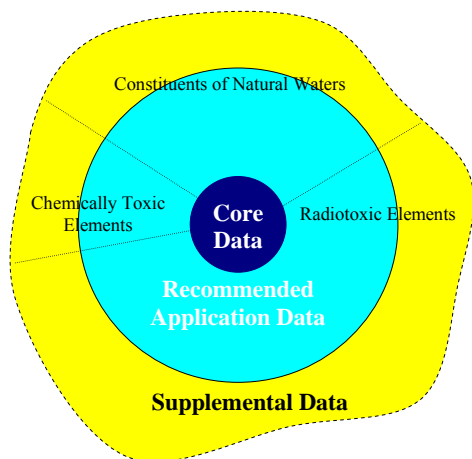 Constituents of Natural Waters
Chemically Toxic
Elements
Core
Data
Radiotoxic Elements
Recommended
Application Data
Supplemental Data